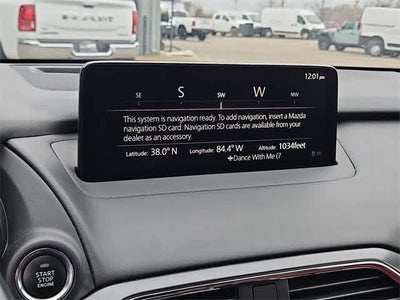 RAM
12:01 pm
SE S SW W NW
This system is navigation ready. To add navigation, insert a Mazda
navigation SD card. Navigation SD cards are available from your
dealer as an accessory.
Latitude: 38.0° N Longitude: 84.4° W Altitude: 1034feet
Dance With Me (7
START
STOP
ENGINE